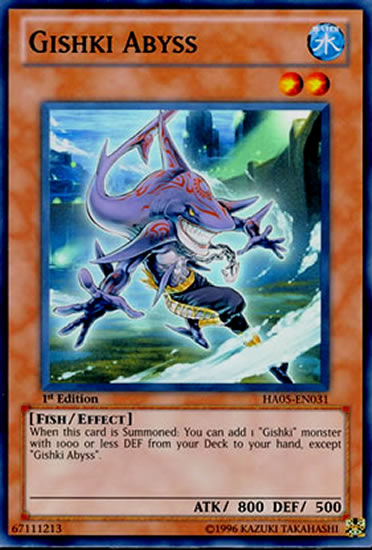 GISHKI ABYSS
WATER
水
1st Edition
HA05-EN031
[FISH/EFFECT]
When this card is Summoned: You can add 1 "Gishki" monster
with 1000 or less DEF from your Deck to your hand, except
"Gishki Abyss".
ATK/ 800 DEF/ 500
67111213
©1996 KAZUKI TAKAHASHI